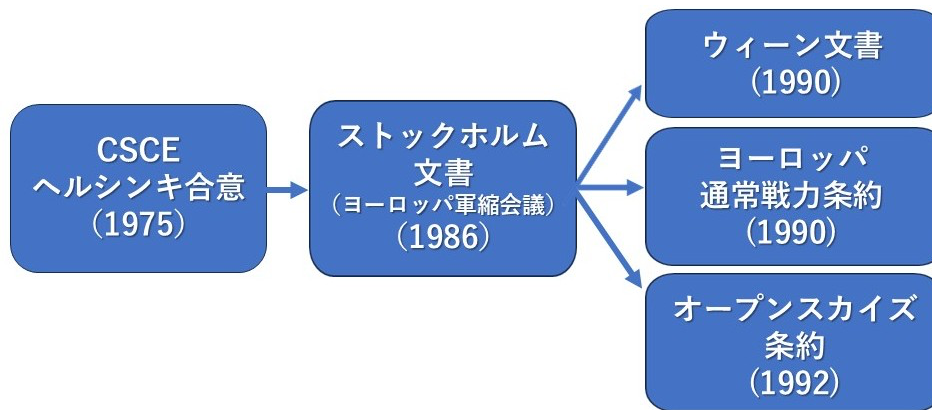 CSCE
ヘルシンキ合意
（1975）
ストックホルム
文書
（ヨーロッパ軍縮会議）
（1986）
ウィーン文書
（1990）
ヨーロッパ
通常戦力条約
（1990）
オープンスカイズ
条約
（1992）